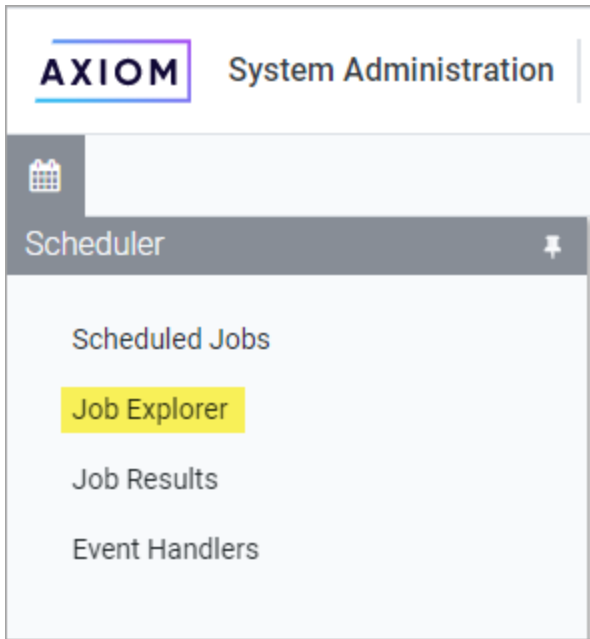 AXIOM System Administration
Scheduler
Scheduled Jobs
Job Explorer
Job Results
Event Handlers